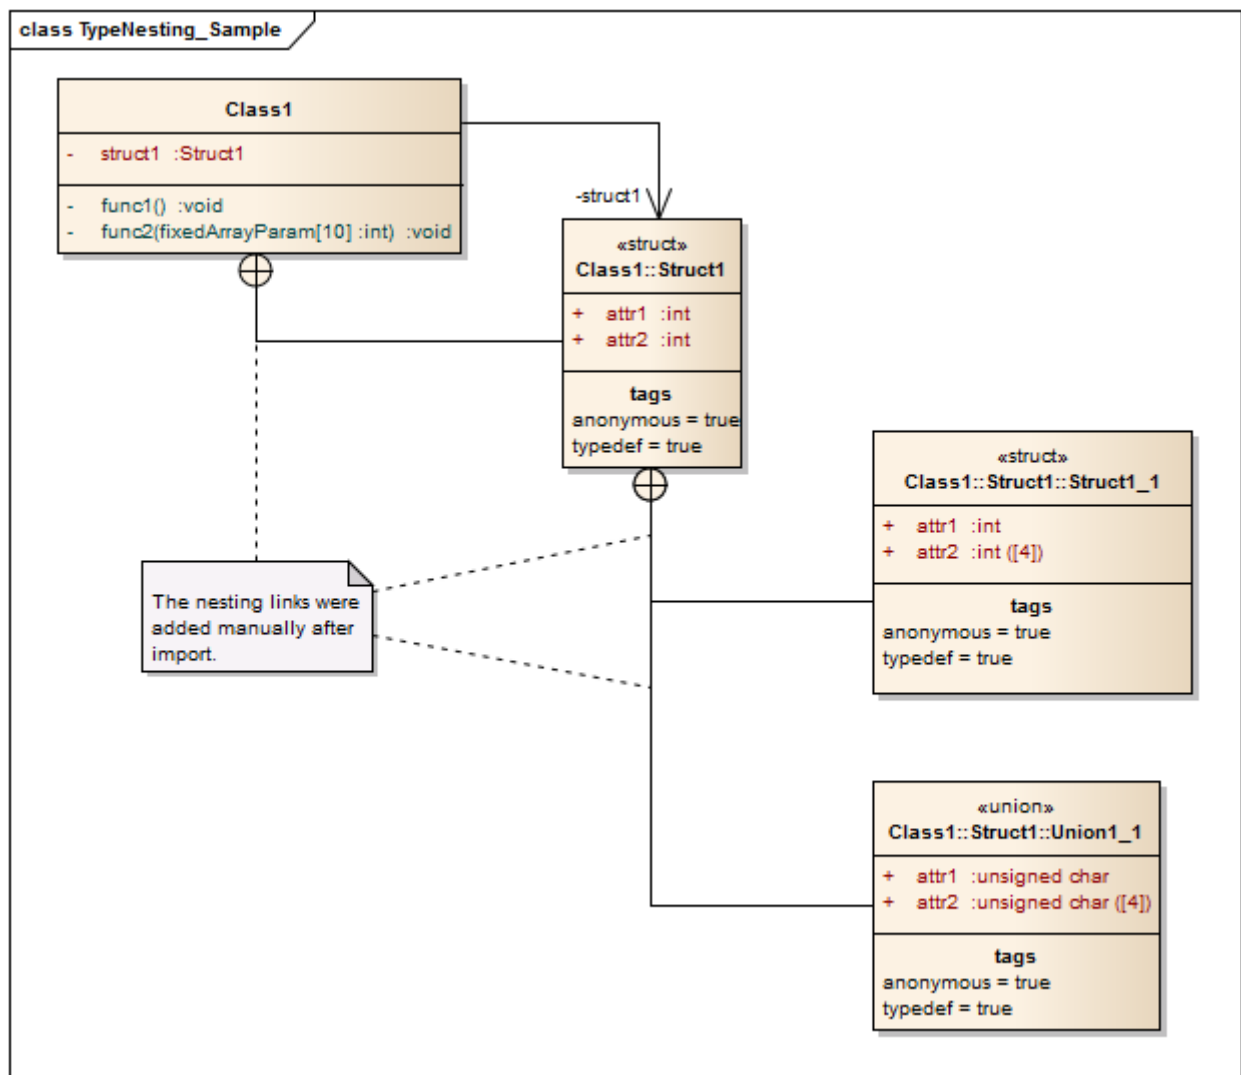 class TypeNesting_Sample
Class1
- struct1 :Struct1
- func1() :void
- func2(fixedArrayParam[10] :int) :void
-struct1
«struct»
Class1::Struct1
+ attr1 :int
+ attr2 :int
tags
anonymous = true
typedef = true
«struct»
Class1::Struct1::Struct1_1
+ attr1 :int
+ attr2 :int ([4])
tags
anonymous = true
typedef = true
The nesting links were
added manually after
import.
«union»
Class1::Struct1::Union1_1
+ attr1 :unsigned char
+ attr2 :unsigned char ([4])
tags
anonymous = true
typedef = true